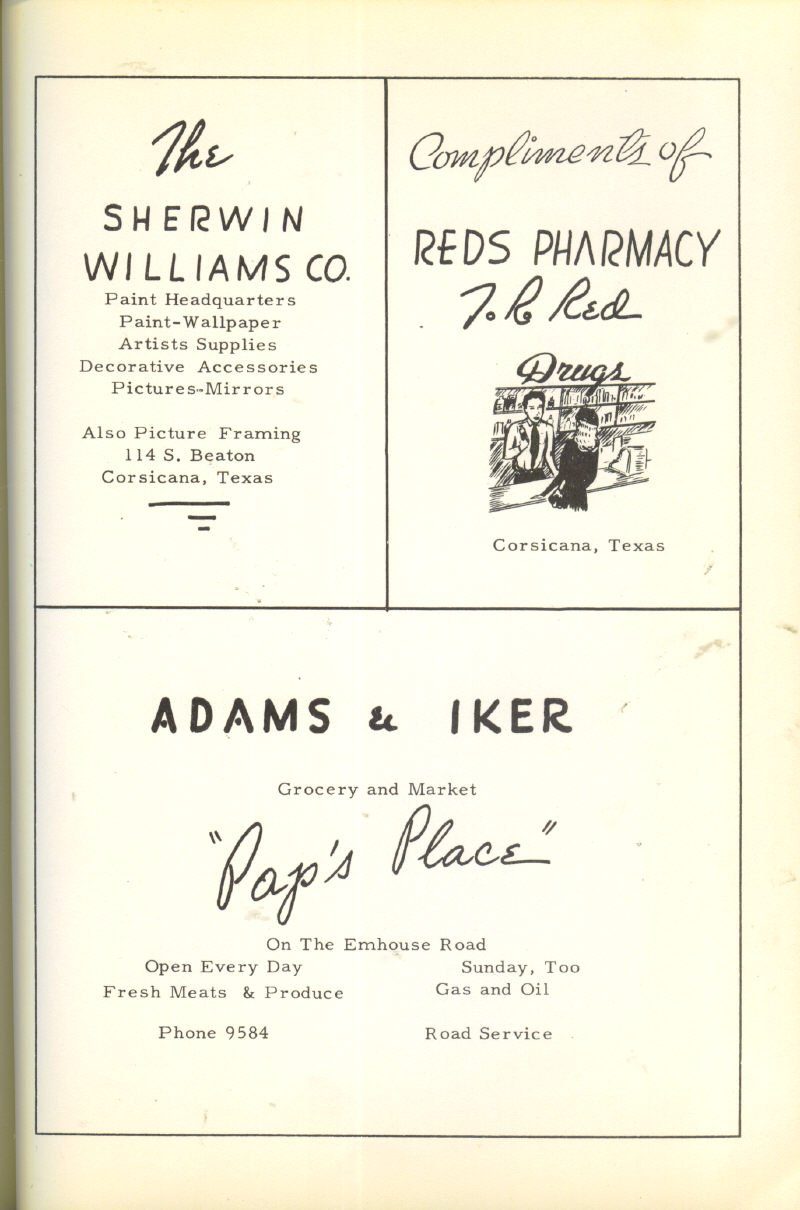 The
SHERWIN
WILLIAMS CO.
Paint Headquarters
Paint-Wallpaper
Artists Supplies
Decorative Accessories
Pictures-Mirrors
Also Picture Framing
114 S. Beaton
Corsicana, Texas
Compliments of
REDS PHARMACY
T. R. Red
Drugs
Corsicana, Texas
ADAMS & IKER
Grocery and Market
"Pap's Place"
On The Emhouse Road
Open Every Day Sunday, Too
Fresh Meats & Produce Gas and Oil
Phone 9584 Road Service